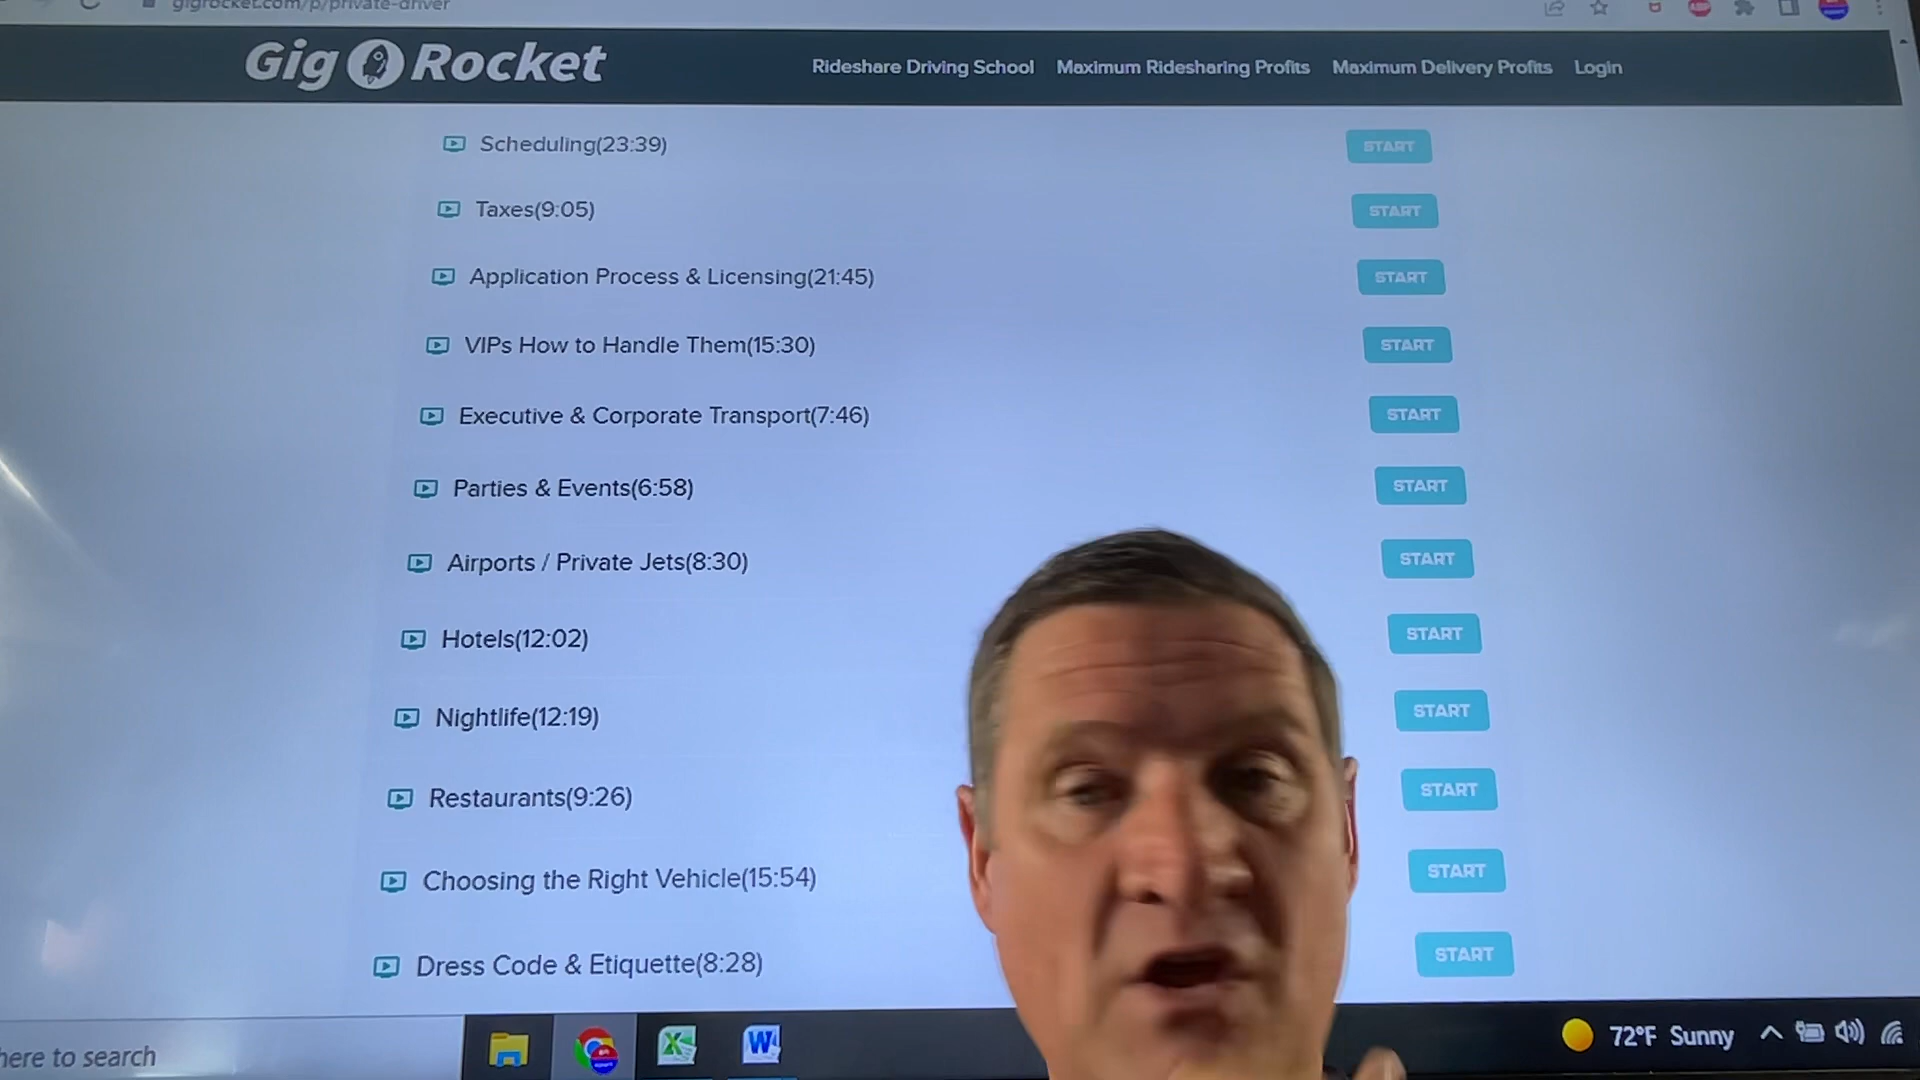 gigrocket.com/p/private-driver
Gig Rocket
Rideshare Driving School Maximum Ridesharing Profits Maximum Delivery Profits Login
Scheduling(23:39) START
Taxes(9:05) START
Application Process & Licensing(21:45) START
VIPs How to Handle Them(15:30) START
Executive & Corporate Transport(7:46) START
Parties & Events(6:58) START
Airports / Private Jets(8:30) START
Hotels(12:02) START
Nightlife(12:19) START
Restaurants(9:26) START
Choosing the Right Vehicle(15:54) START
Dress Code & Etiquette(8:28) START
here to search
72°F Sunny